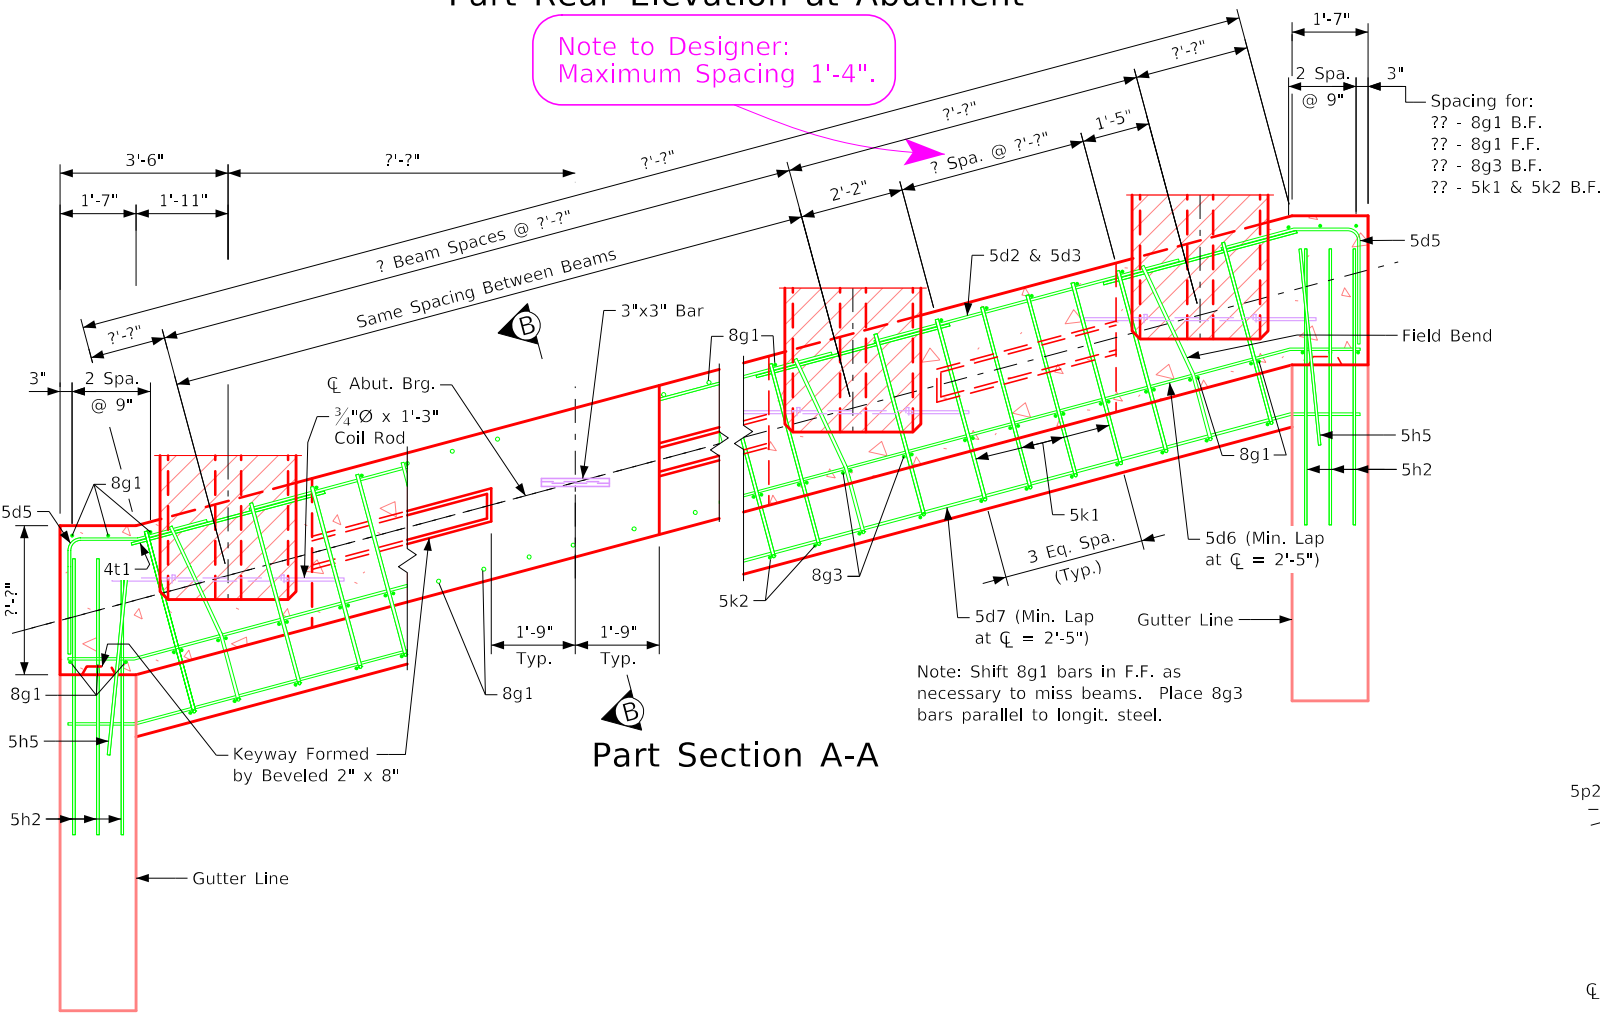 Part Rear Elevation at Abutment
Note to Designer:
Maximum Spacing 1'-4".
1'-7"
2 Spa.
@ 9"
3"
Spacing for:
?? - 8g1 B.F.
?? - 8g1 F.F.
?? - 8g3 B.F.
?? - 5k1 & 5k2 B.F.
?'-?"
?'-?"
1'-5"
?'-?"
? Spa. @ ?'-?"
2'-2"
3'-6"
?'-?"
1'-7"
1'-11"
? Beam Spaces @ ?'-?"
Same Spacing Between Beams
?'-?"
5d2 & 5d3
5d5
B
3"x3" Bar
8g1
Field Bend
3"
2 Spa.
@ 9"
℄ Abut. Brg.
3/4"Ø x 1'-3"
Coil Rod
8g1
5h5
8g1
5h2
5d5
4t1
?'-?"
5k1
3 Eq. Spa.
(Typ.)
5d6 (Min. Lap
at ℄ = 2'-5")
8g3
5k2
5d7 (Min. Lap
at ℄ = 2'-5")
Gutter Line
1'-9"
Typ.
1'-9"
Typ.
8g1
8g1
B
Note: Shift 8g1 bars in F.F. as
necessary to miss beams. Place 8g3
bars parallel to longit. steel.
5h5
Keyway Formed
by Beveled 2" x 8"
Part Section A-A
5h2
5p2
Gutter Line
℄